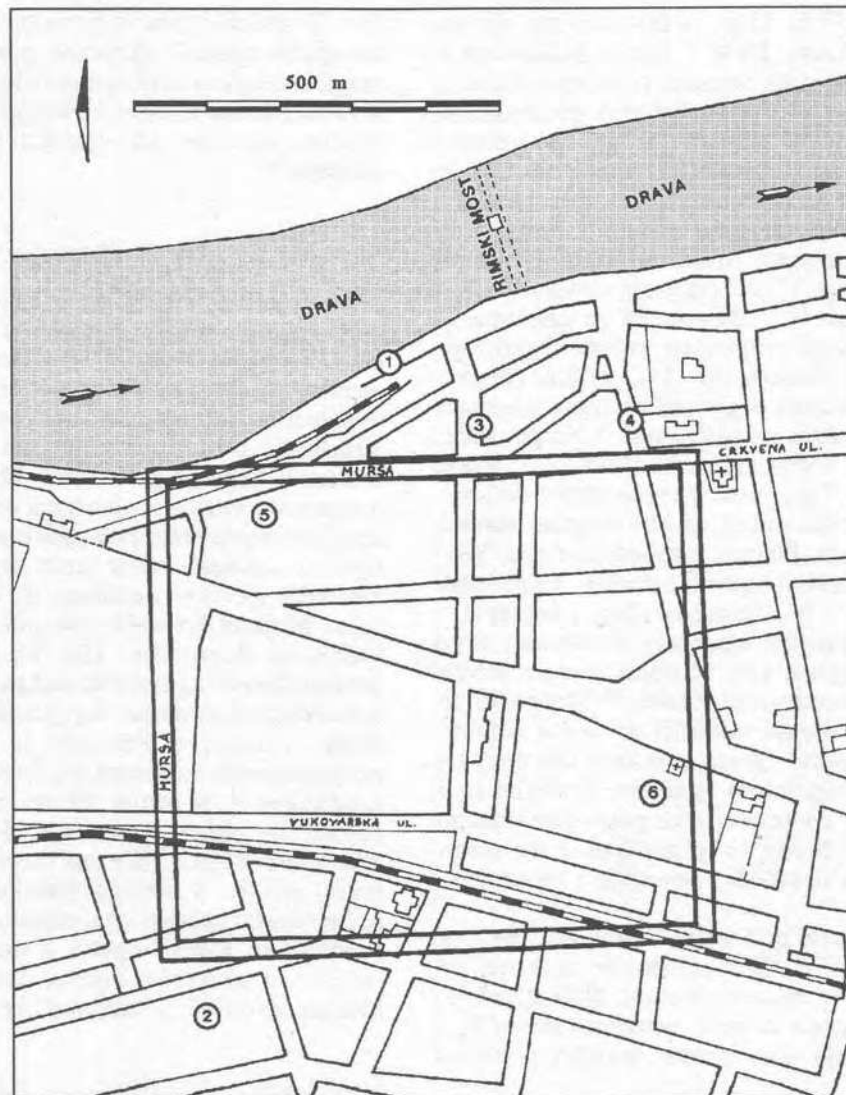 500 m
DRAVA
RIMSKI MOST
DRAVA
1
3
4
CRKVENA UL.
MURSA
5
MURSA
6
VUKOVARSKA UL.
2